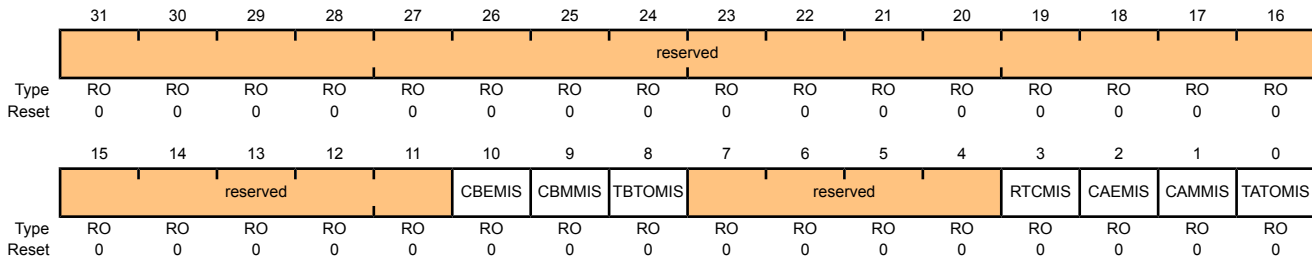 31 30 29 28 27 26 25 24 23 22 21 20 19 18 17 16
reserved
Type RO RO RO RO RO RO RO RO RO RO RO RO RO RO RO RO
Reset 0 0 0 0 0 0 0 0 0 0 0 0 0 0 0 0
15 14 13 12 11 10 9 8 7 6 5 4 3 2 1 0
reserved CBEMIS CBMMIS TBTOMIS reserved RTCMIS CAEMIS CAMMIS TATOMIS
Type RO RO RO RO RO RO RO RO RO RO RO RO RO RO RO RO
Reset 0 0 0 0 0 0 0 0 0 0 0 0 0 0 0 0